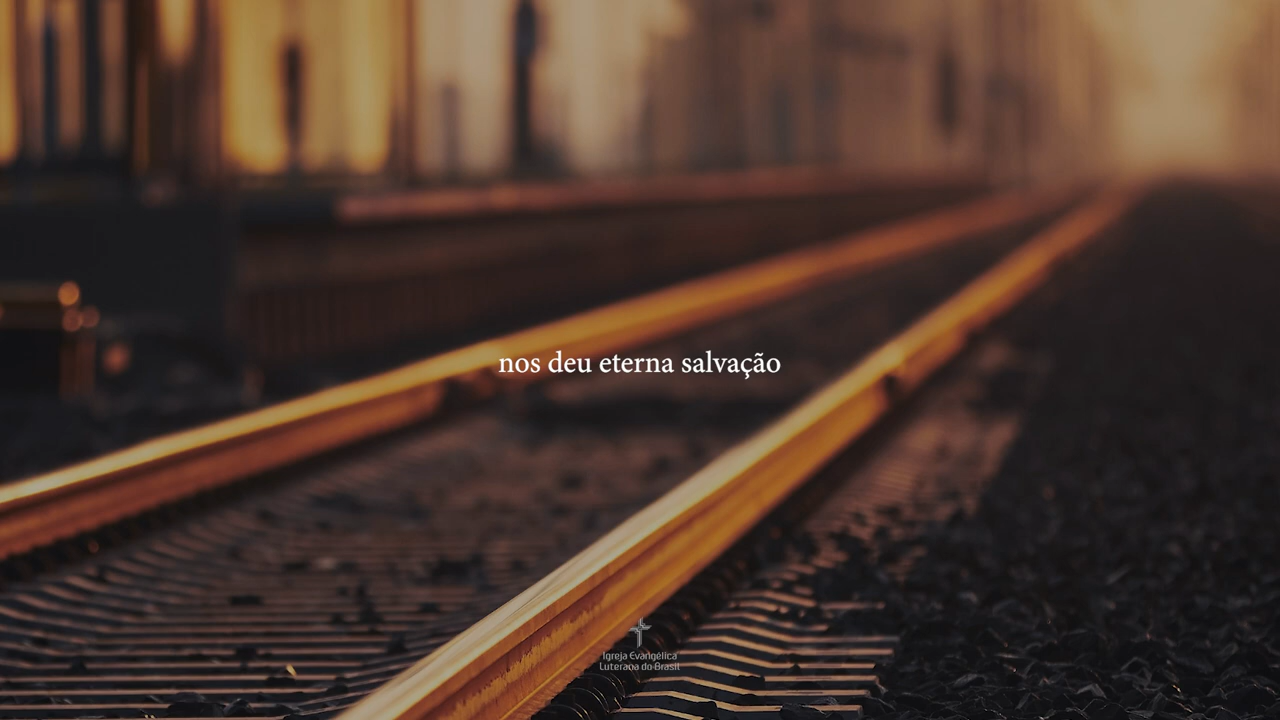 nos deu eterna salvação
Igreja Evangélica
Luterana do Brasil